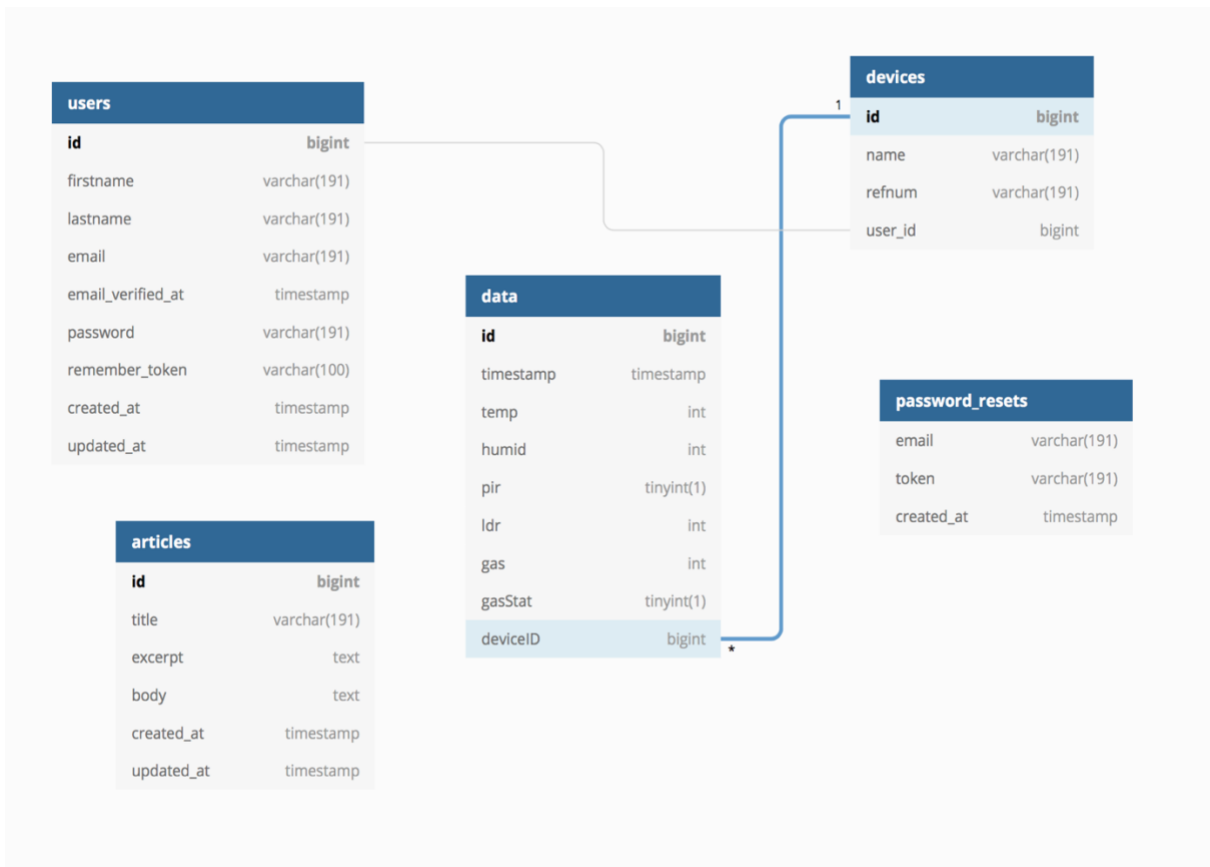 users
id bigint
firstname varchar(191)
lastname varchar(191)
email varchar(191)
email_verified_at timestamp
password varchar(191)
remember_token varchar(100)
created_at timestamp
updated_at timestamp
articles
id bigint
title varchar(191)
excerpt text
body text
created_at timestamp
updated_at timestamp
data
id bigint
timestamp timestamp
temp int
humid int
pir tinyint(1)
ldr int
gas int
gasStat tinyint(1)
deviceID bigint
*
1
devices
id bigint
name varchar(191)
refnum varchar(191)
user_id bigint
password_resets
email varchar(191)
token varchar(191)
created_at timestamp